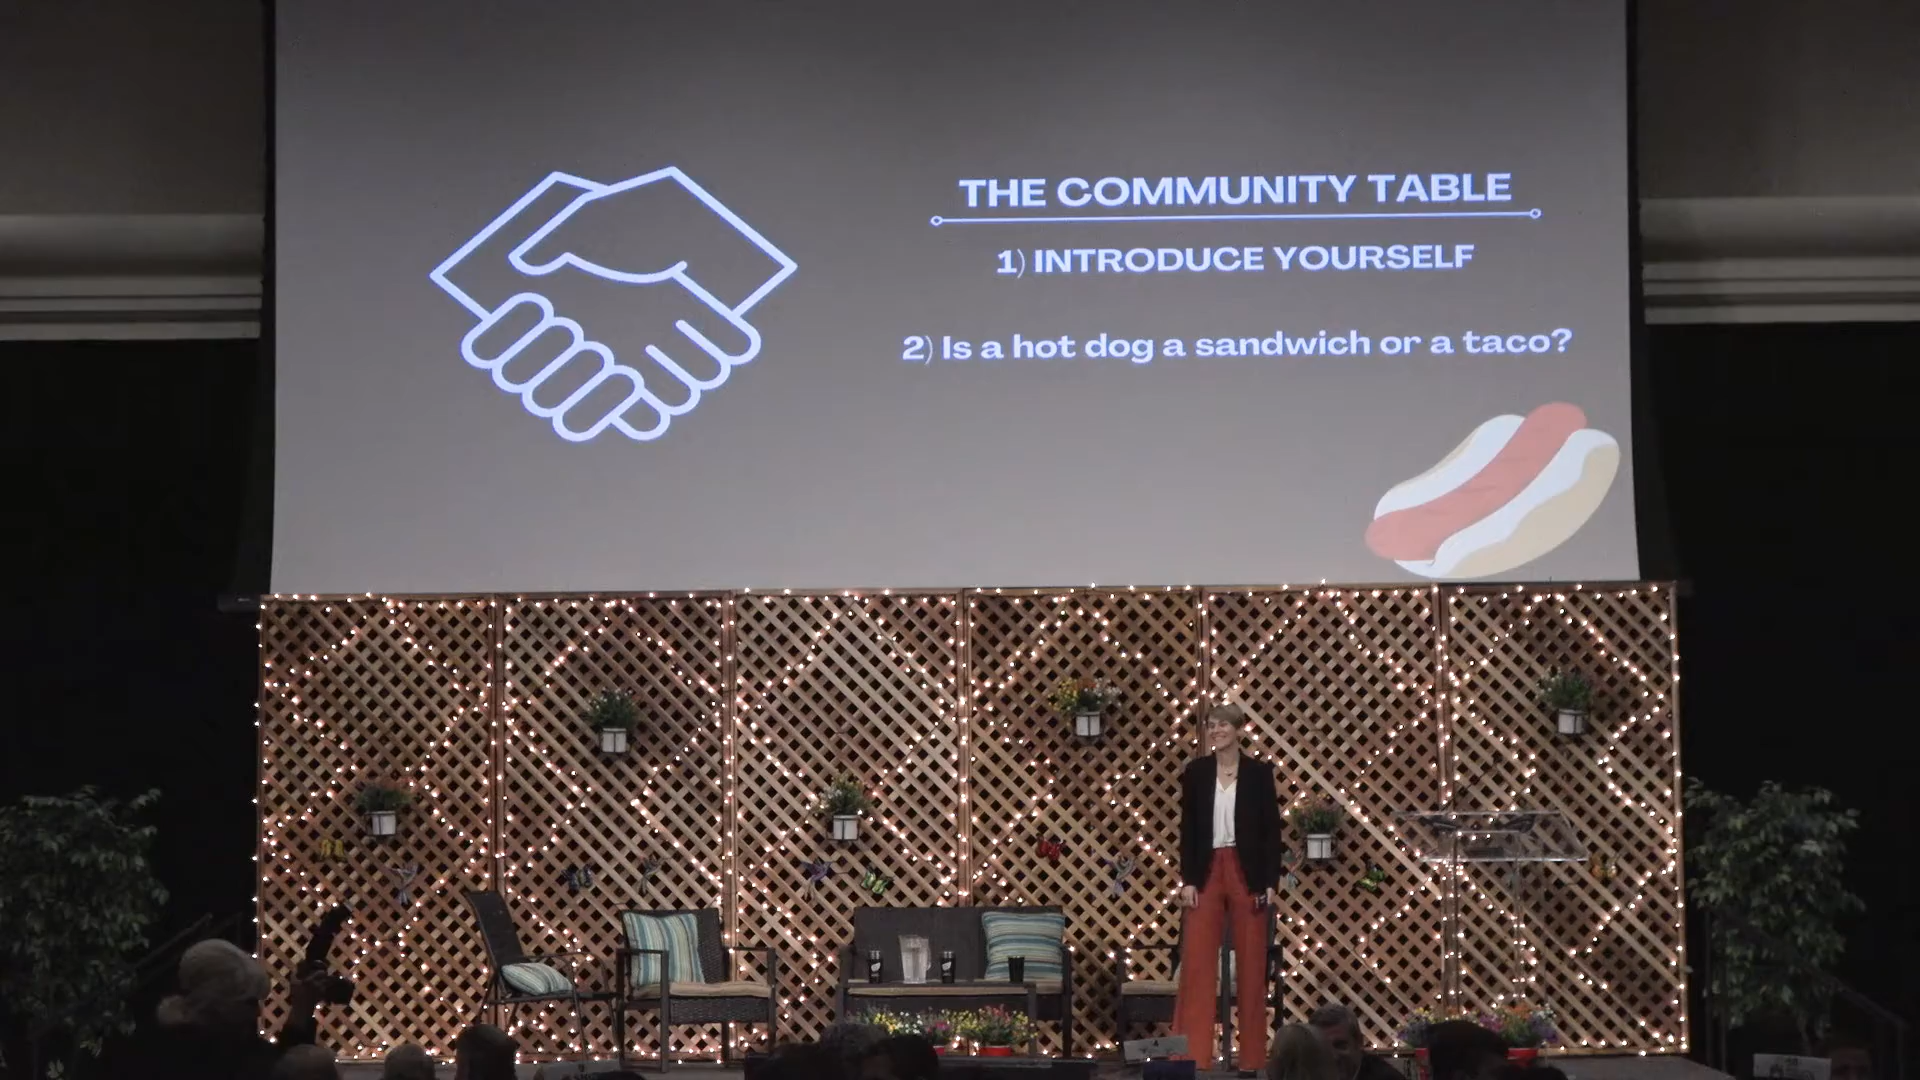 THE COMMUNITY TABLE
1) INTRODUCE YOURSELF
2) Is a hot dog a sandwich or a taco?